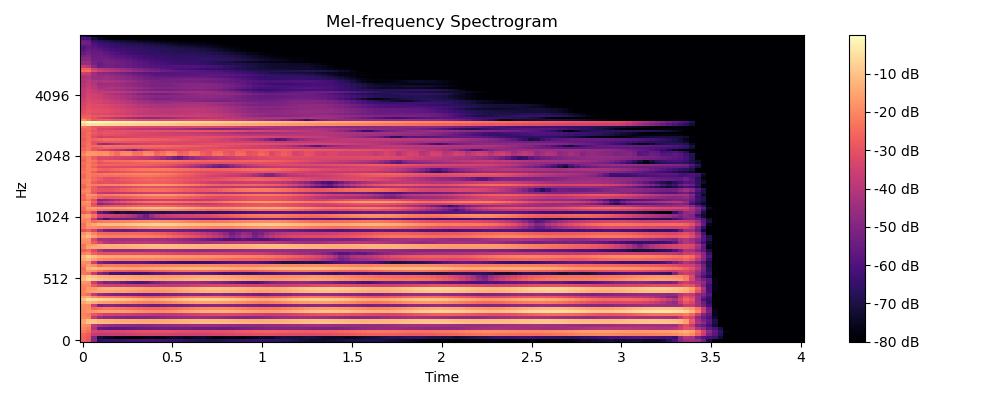 Mel-frequency Spectrogram
Hz
4096
2048
1024
512
0
0
0.5
1
1.5
2
2.5
3
3.5
4
Time
-10 dB
-20 dB
-30 dB
-40 dB
-50 dB
-60 dB
-70 dB
-80 dB